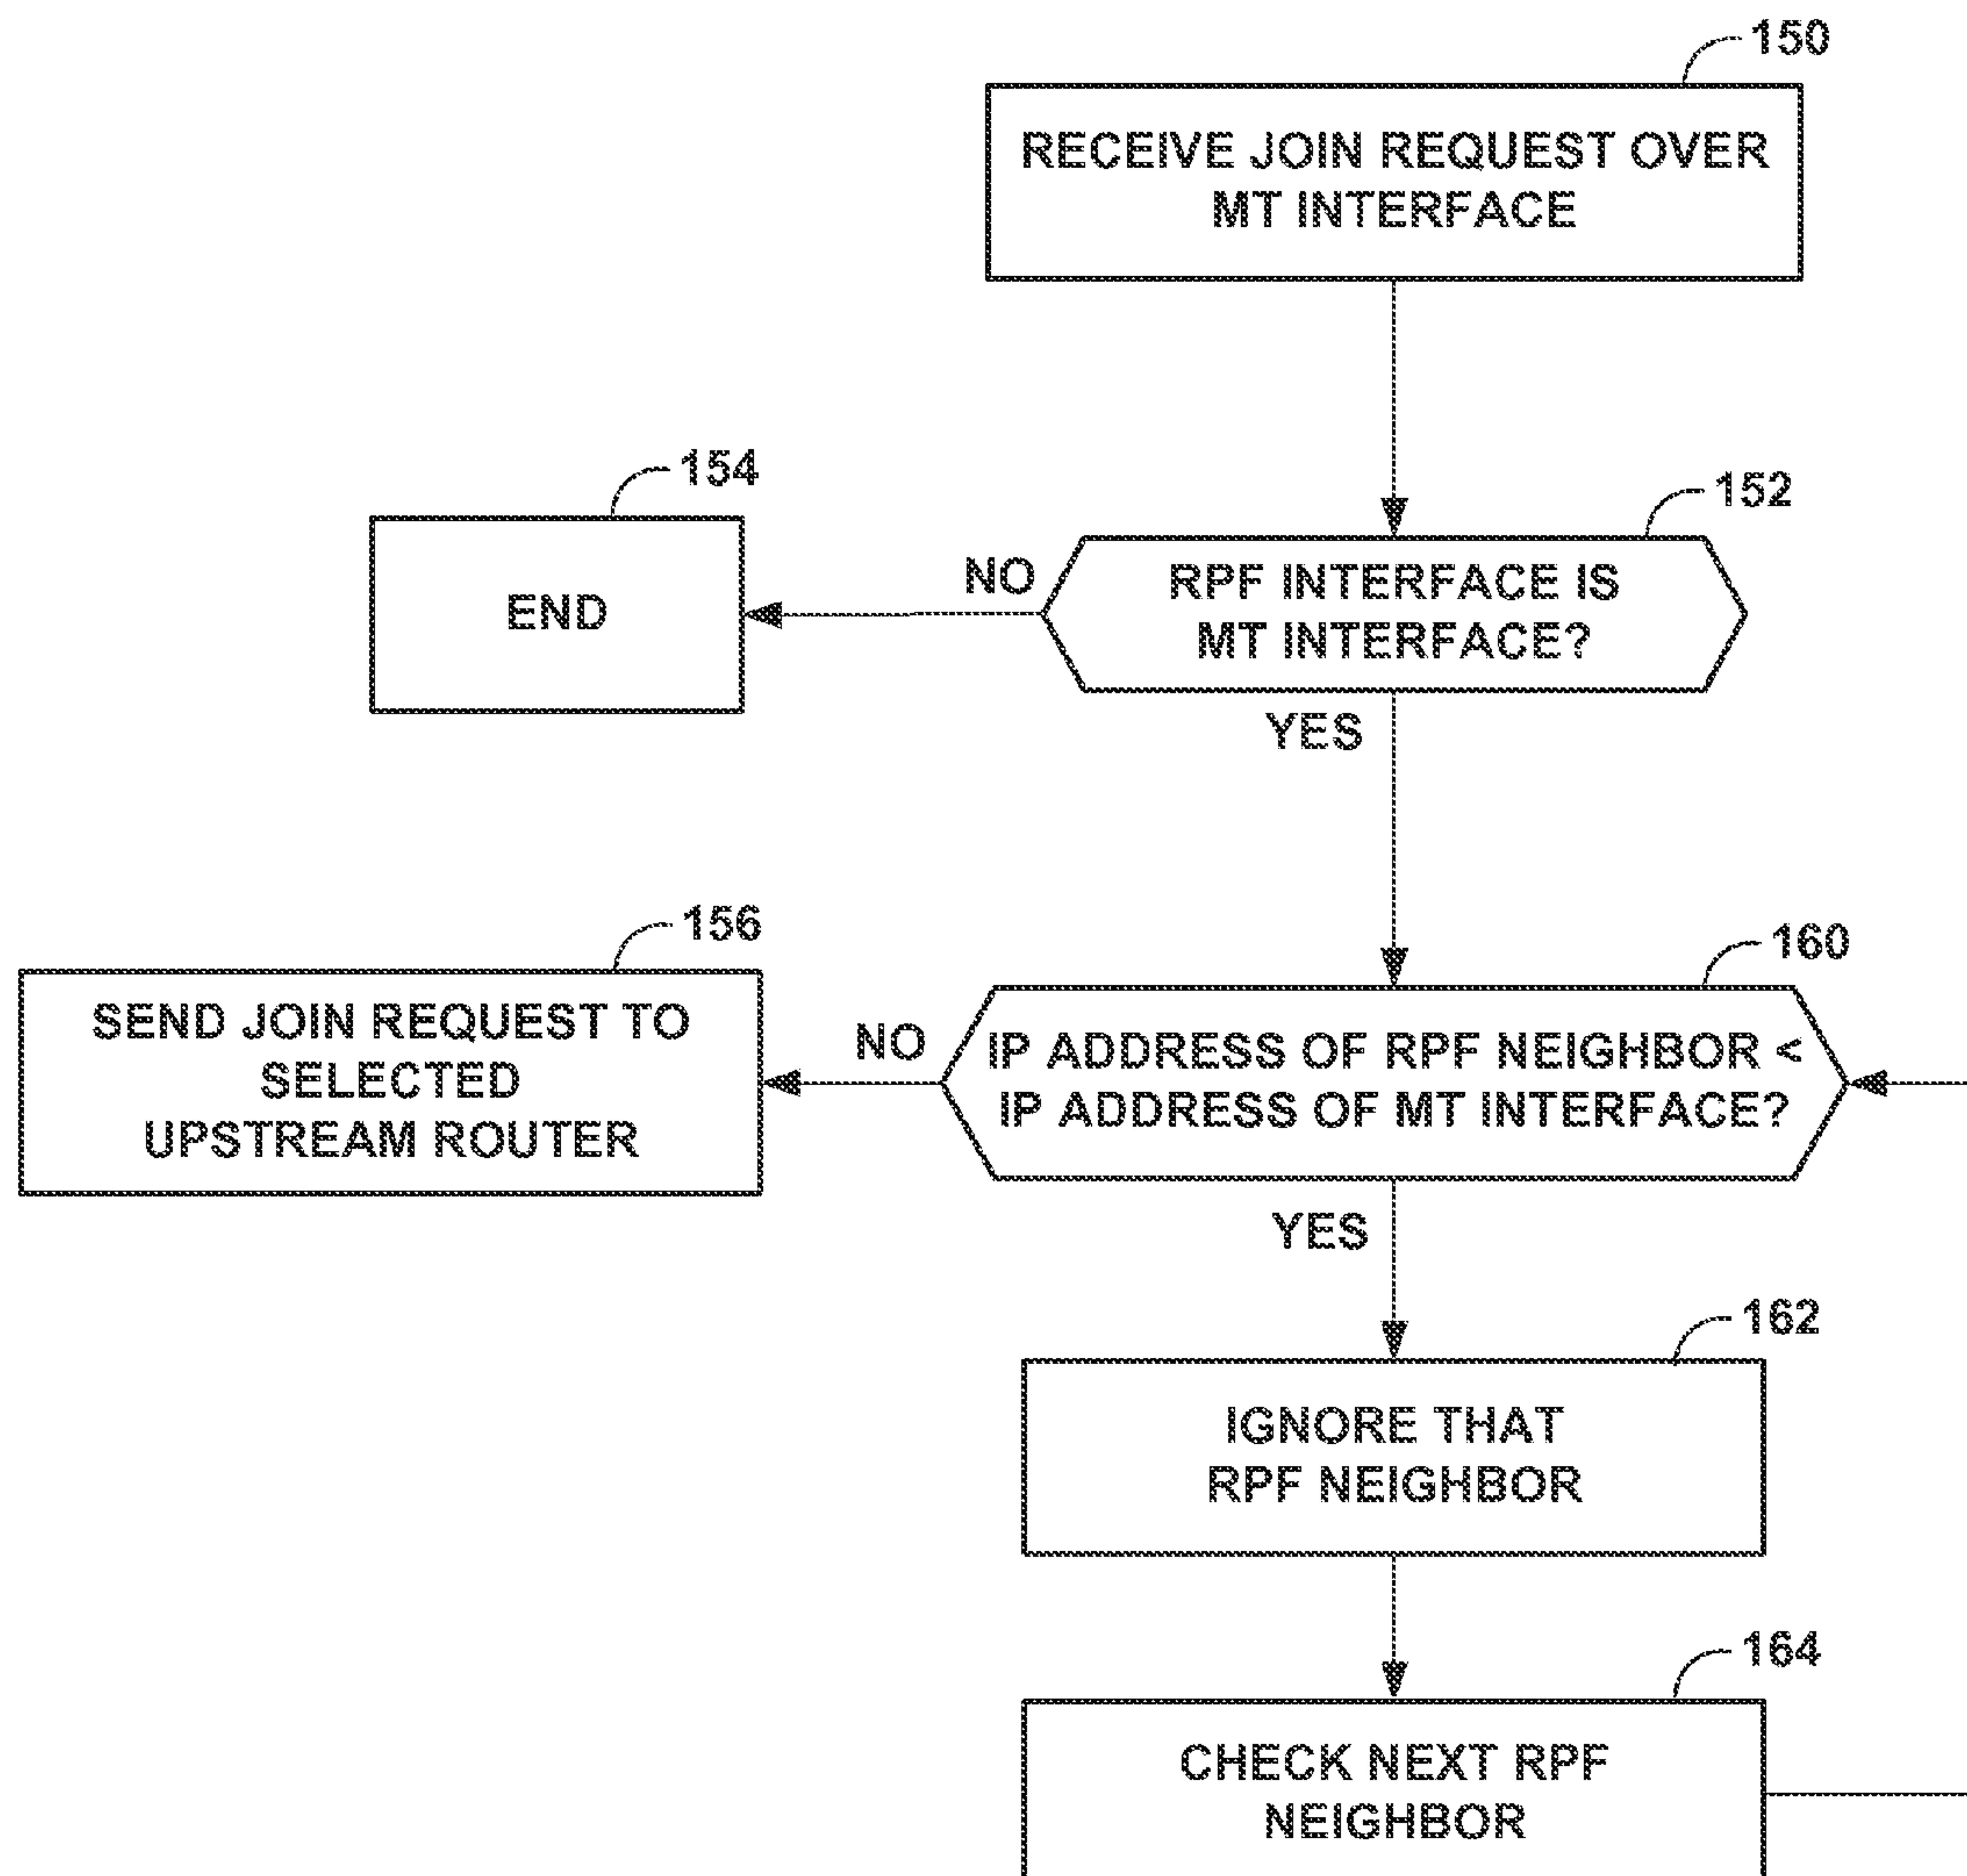 150
RECEIVE JOIN REQUEST OVER
MT INTERFACE
154
152
END
NO
RPF INTERFACE IS
MT INTERFACE?
YES
156
160
SEND JOIN REQUEST TO
SELECTED
UPSTREAM ROUTER
NO
IP ADDRESS OF RPF NEIGHBOR <
IP ADDRESS OF MT INTERFACE?
YES
162
IGNORE THAT
RPF NEIGHBOR
164
CHECK NEXT RPF
NEIGHBOR